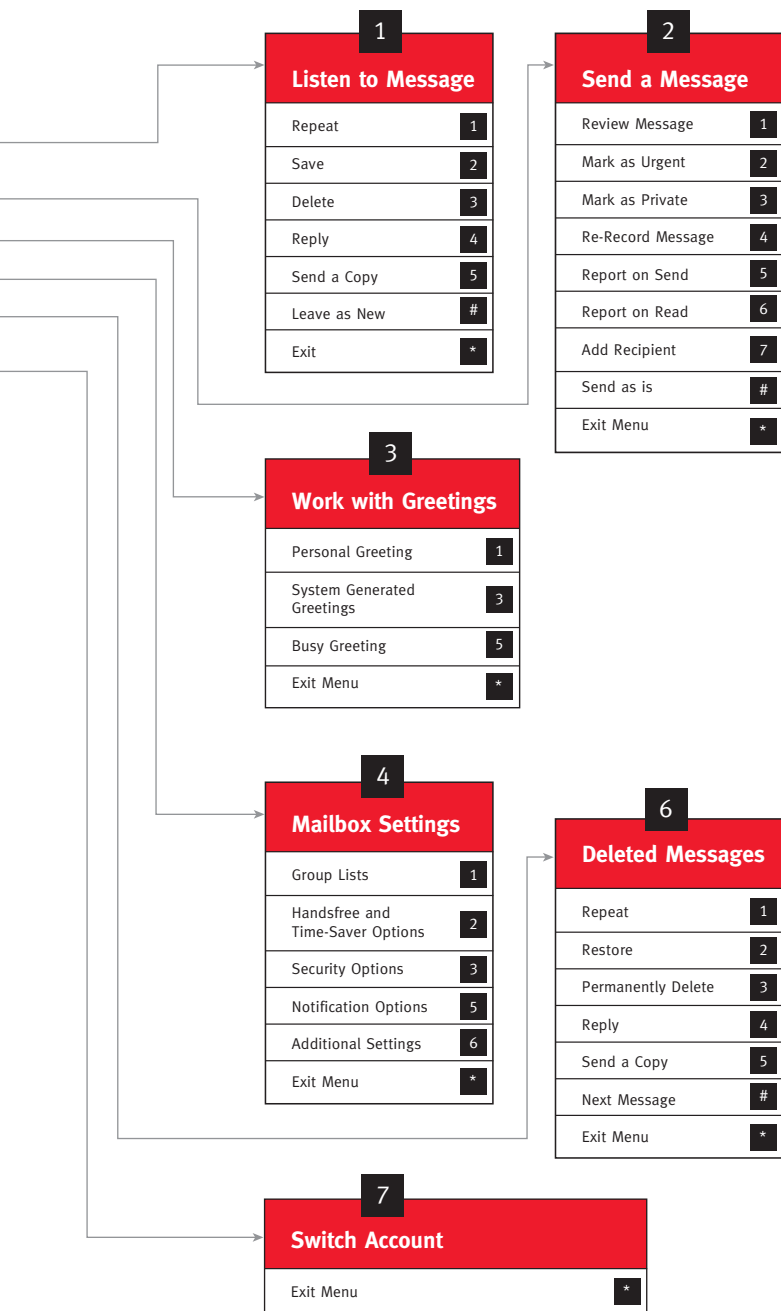 1
Listen to Message
Repeat 1
Save 2
Delete 3
Reply 4
Send a Copy 5
Leave as New #
Exit *
2
Send a Message
Review Message 1
Mark as Urgent 2
Mark as Private 3
Re-Record Message 4
Report on Send 5
Report on Read 6
Add Recipient 7
Send as is #
Exit Menu *
3
Work with Greetings
Personal Greeting 1
System Generated
Greetings 3
Busy Greeting 5
Exit Menu *
4
Mailbox Settings
Group Lists 1
Handsfree and
Time-Saver Options 2
Security Options 3
Notification Options 5
Additional Settings 6
Exit Menu *
6
Deleted Messages
Repeat 1
Restore 2
Permanently Delete 3
Reply 4
Send a Copy 5
Next Message #
Exit Menu *
7
Switch Account
Exit Menu *